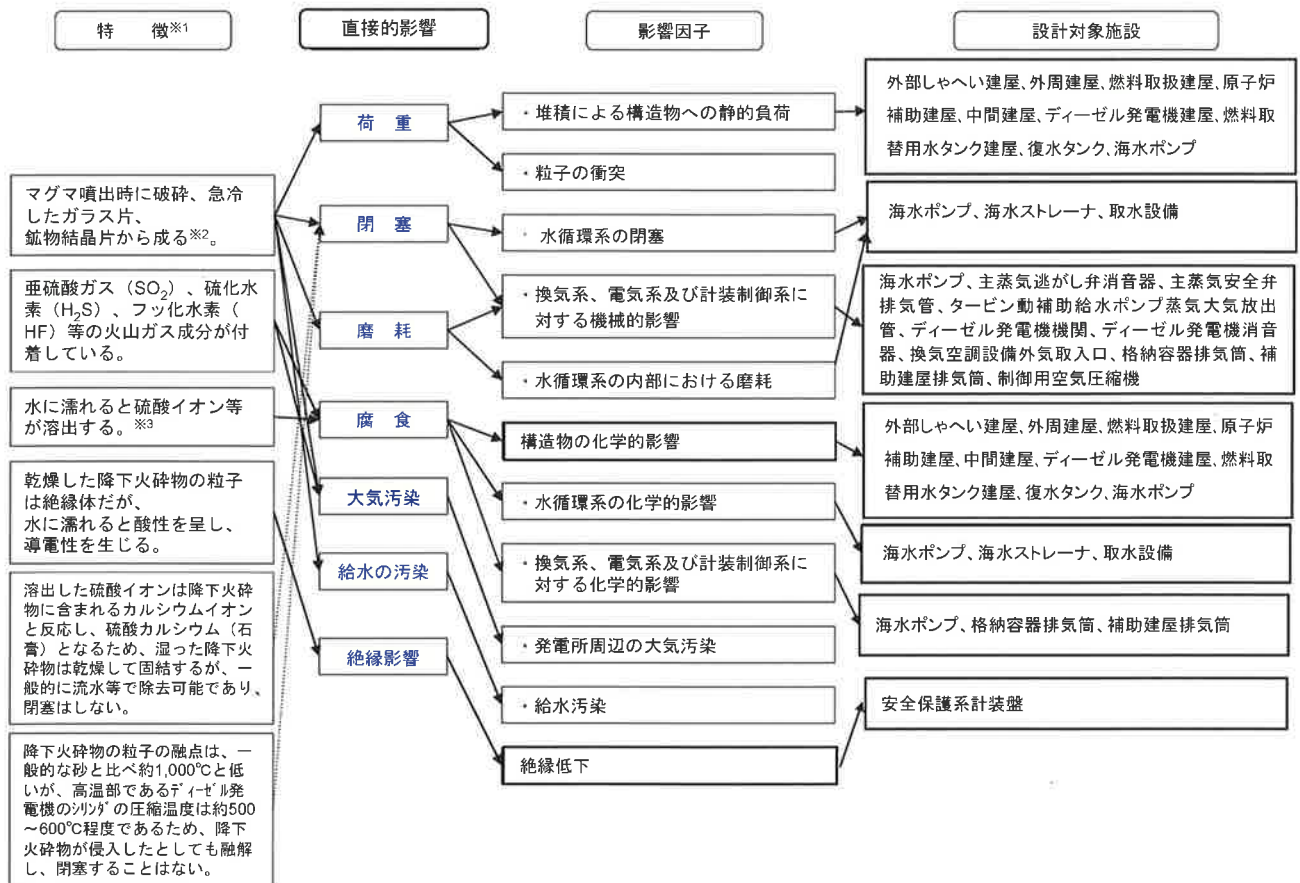 特　徴※1
直接的影響
影響因子
設計対象施設
マグマ噴出時に破砕、急冷
したガラス片、
鉱物結晶片から成る※2。
亜硫酸ガス（SO2）、硫化水
素（H2S）、フッ化水素（
HF）等の火山ガス成分が付
着している。
水に濡れると硫酸イオン等
が溶出する。※3
乾燥した降下火砕物の粒子
は絶縁体だが、
水に濡れると酸性を呈し、
導電性を生じる。
溶出した硫酸イオンは降下火砕
物に含まれるカルシウムイオン
と反応し、硫酸カルシウム（石
膏）となるため、湿った降下火
砕物は乾燥して固結するが、一
般的に流水等で除去可能であり、
閉塞はしない。
降下火砕物の粒子の融点は、一
般的な砂と比べ約1,000℃と低
いが、高温部であるディーゼル発
電機のシリンダの圧縮温度は約500
～600℃程度であるため、降下
火砕物が侵入したとしても融解
し、閉塞することはない。
荷　重
閉　塞
磨　耗
腐　食
大気汚染
給水の汚染
絶縁影響
・堆積による構造物への静的負荷
・粒子の衝突
・水循環系の閉塞
・換気系、電気系及び計装制御系に
対する機械的影響
・水循環系の内部における磨耗
構造物の化学的影響
・水循環系の化学的影響
・換気系、電気系及び計装制御系に
対する化学的影響
・発電所周辺の大気汚染
・給水汚染
絶縁低下
外部しゃへい建屋、外周建屋、燃料取扱建屋、原子炉
補助建屋、中間建屋、ディーゼル発電機建屋、燃料取
替用水タンク建屋、復水タンク、海水ポンプ
海水ポンプ、海水ストレーナ、取水設備
海水ポンプ、主蒸気逃がし弁消音器、主蒸気安全弁
排気管、タービン動補助給水ポンプ蒸気大気放出
管、ディーゼル発電機機関、ディーゼル発電機消音
器、換気空調設備外気取入口、格納容器排気筒、補
助建屋排気筒、制御用空気圧縮機
外部しゃへい建屋、外周建屋、燃料取扱建屋、原子炉
補助建屋、中間建屋、ディーゼル発電機建屋、燃料取
替用水タンク建屋、復水タンク、海水ポンプ
海水ポンプ、海水ストレーナ、取水設備
海水ポンプ、格納容器排気筒、補助建屋排気筒
安全保護系計装盤